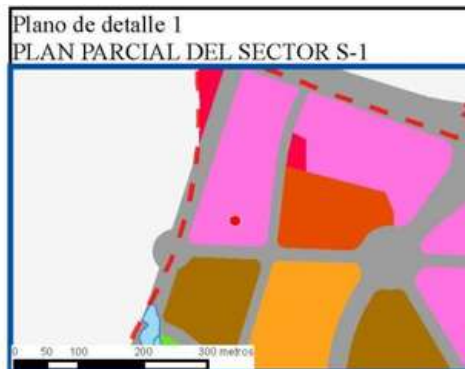 Plano de detalle 1
PLAN PARCIAL DEL SECTOR S-1
0 50 100 200 300 metros